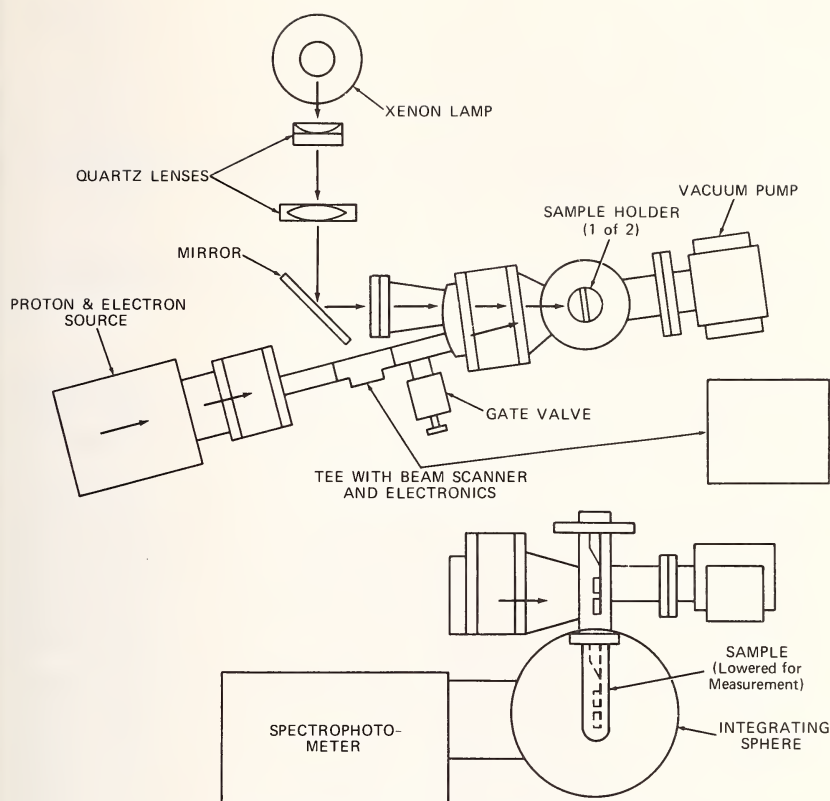 XENON LAMP
QUARTZ LENSES
VACUUM PUMP
SAMPLE HOLDER
(1 of 2)
MIRROR
PROTON & ELECTRON
SOURCE
GATE VALVE
TEE WITH BEAM SCANNER
AND ELECTRONICS
SAMPLE
(Lowered for
Measurement)
INTEGRATING
SPHERE
SPECTROPHOTO-
METER